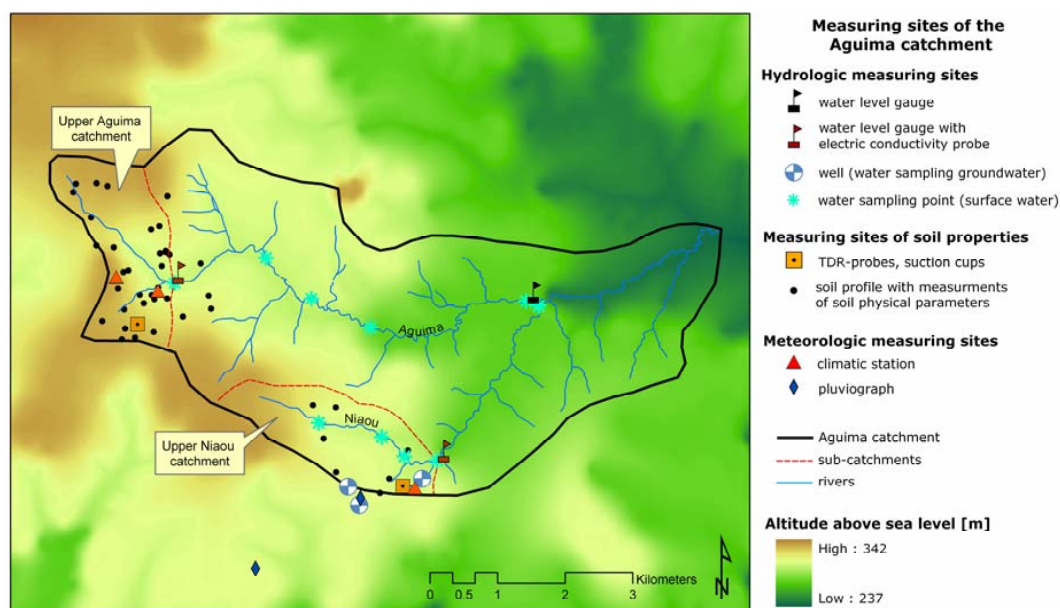 Upper Aguima
catchment
Aguima
Niaou
Upper Niaou
catchment
0 0.5 1 2 3
Kilometers
N
Measuring sites of the
Aguima catchment
Hydrologic measuring sites
water level gauge
water level gauge with
electric conductivity probe
well (water sampling groundwater)
water sampling point (surface water)
Measuring sites of soil properties
TDR-probes, suction cups
soil profile with measurments
of soil physical parameters
Meteorologic measuring sites
climatic station
pluviograph
Aguima catchment
sub-catchments
rivers
Altitude above sea level [m]
High : 342
Low : 237